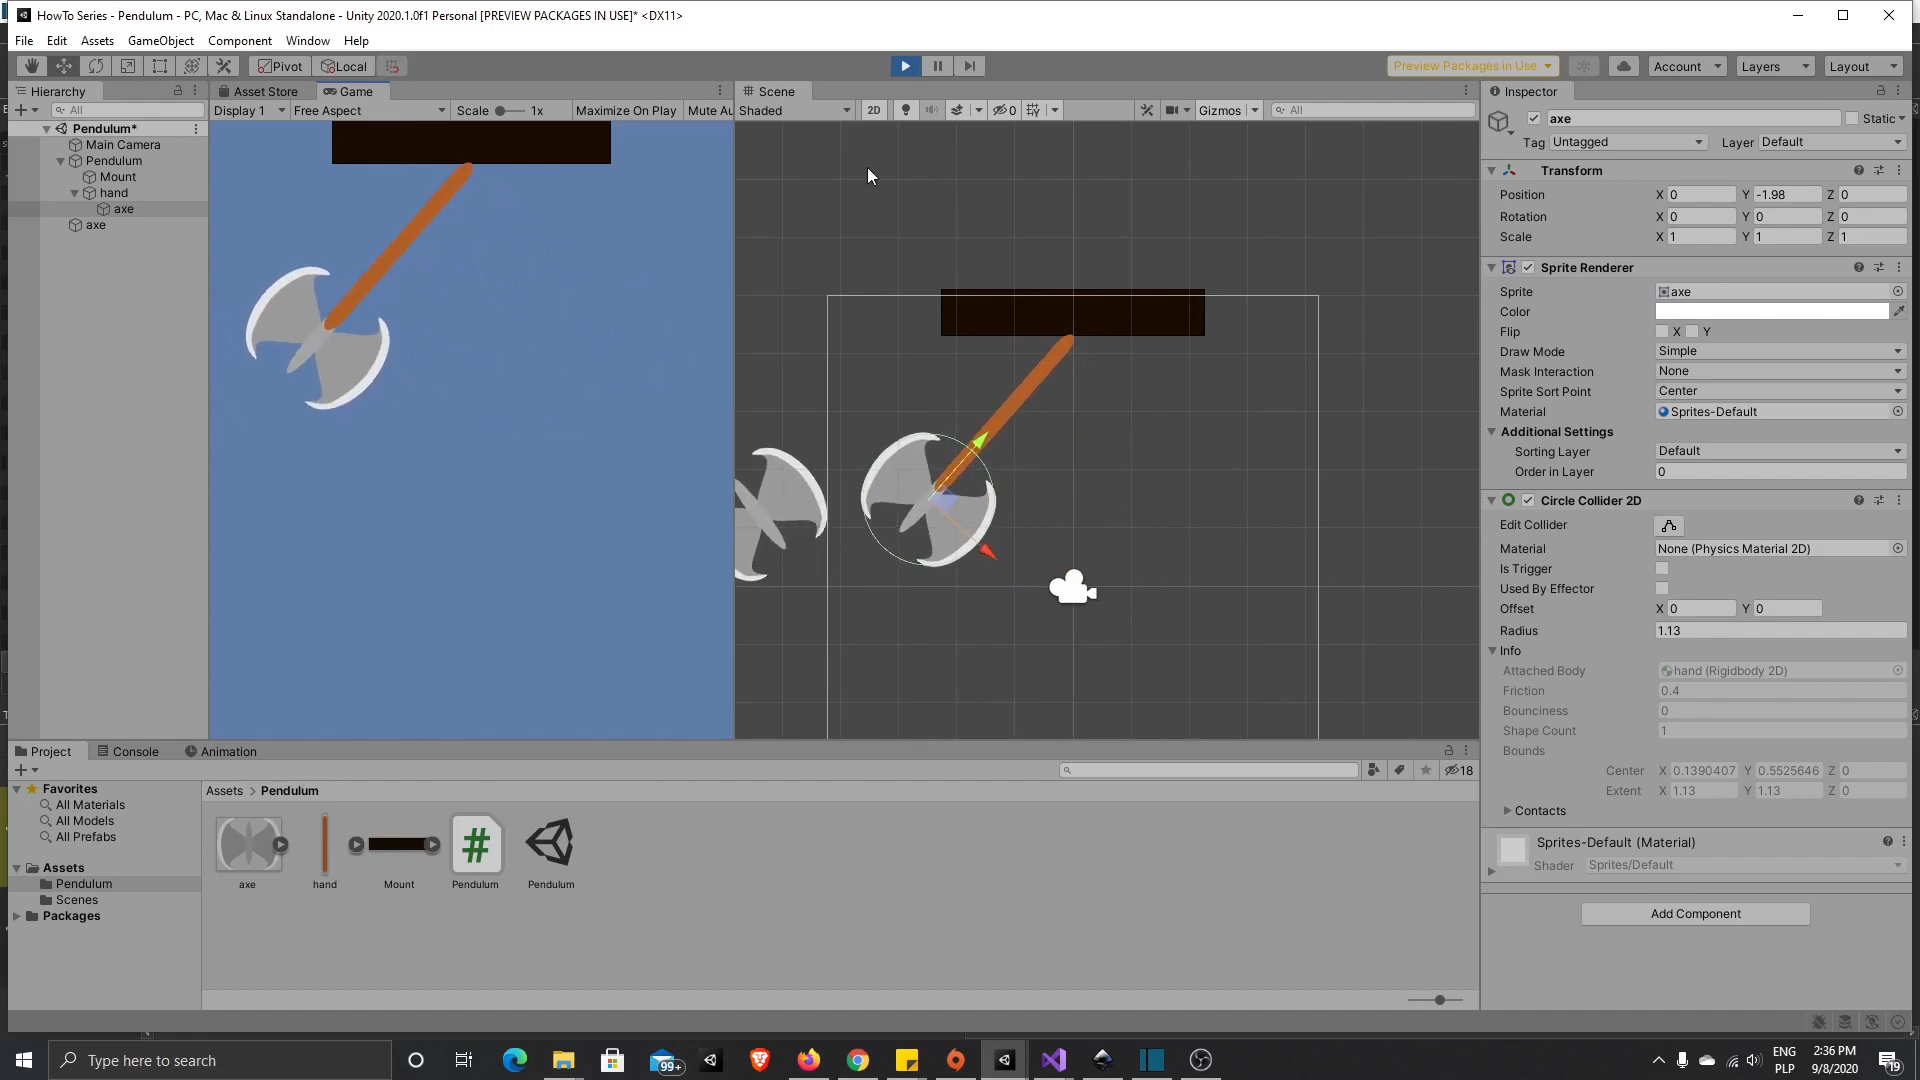 HowTo Series - Pendulum - PC, Mac & Linux Standalone - Unity 2020.1.0f1 Personal [PREVIEW PACKAGES IN USE]* <DX11>
File Edit Assets GameObject Component Window Help
Pivot Local Preview Packages in Use Account Layers Layout
Hierarchy Asset Store Game Scene Inspector
All Display 1 Free Aspect Scale 1x Maximize On Play Mute Au Shaded 2D 0 Gizmos All
Pendulum*
Main Camera
Pendulum
Mount
hand
axe
axe
axe Static
Tag Untagged Layer Default
Transform
Position X 0 Y -1.98 Z 0
Rotation X 0 Y 0 Z 0
Scale X 1 Y 1 Z 1
Sprite Renderer
Sprite axe
Color
Flip X Y
Draw Mode Simple
Mask Interaction None
Sprite Sort Point Center
Material Sprites-Default
Additional Settings
Sorting Layer Default
Order in Layer 0
Circle Collider 2D
Edit Collider
Material None (Physics Material 2D)
Is Trigger
Used By Effector
Offset X 0 Y 0
Radius 1.13
Info
Attached Body hand (Rigidbody 2D)
Friction 0.4
Bounciness 0
Shape Count 1
Bounds
Center X 0.1390407 Y 0.5525646 Z 0
Extent X 1.13 Y 1.13 Z 0
Contacts
Sprites-Default (Material)
Shader Sprites/Default
Add Component
Project Console Animation
18
Favorites
All Materials
All Models
All Prefabs
Assets
Pendulum
Scenes
Packages
Assets > Pendulum
#
axe hand Mount Pendulum Pendulum
Type here to search
99+
ENG
PLP
2:36 PM
9/8/2020
19